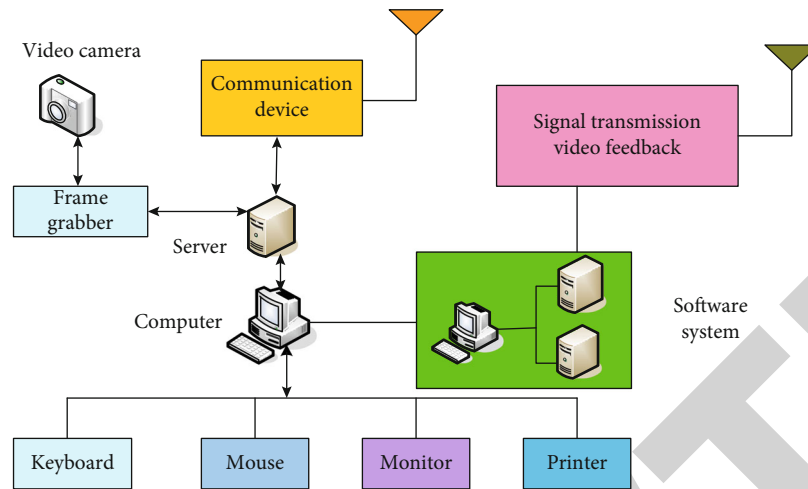 Video camera
Communication
device
Signal transmission
video feedback
Frame
grabber
Server
Computer
Software
system
Keyboard
Mouse
Monitor
Printer